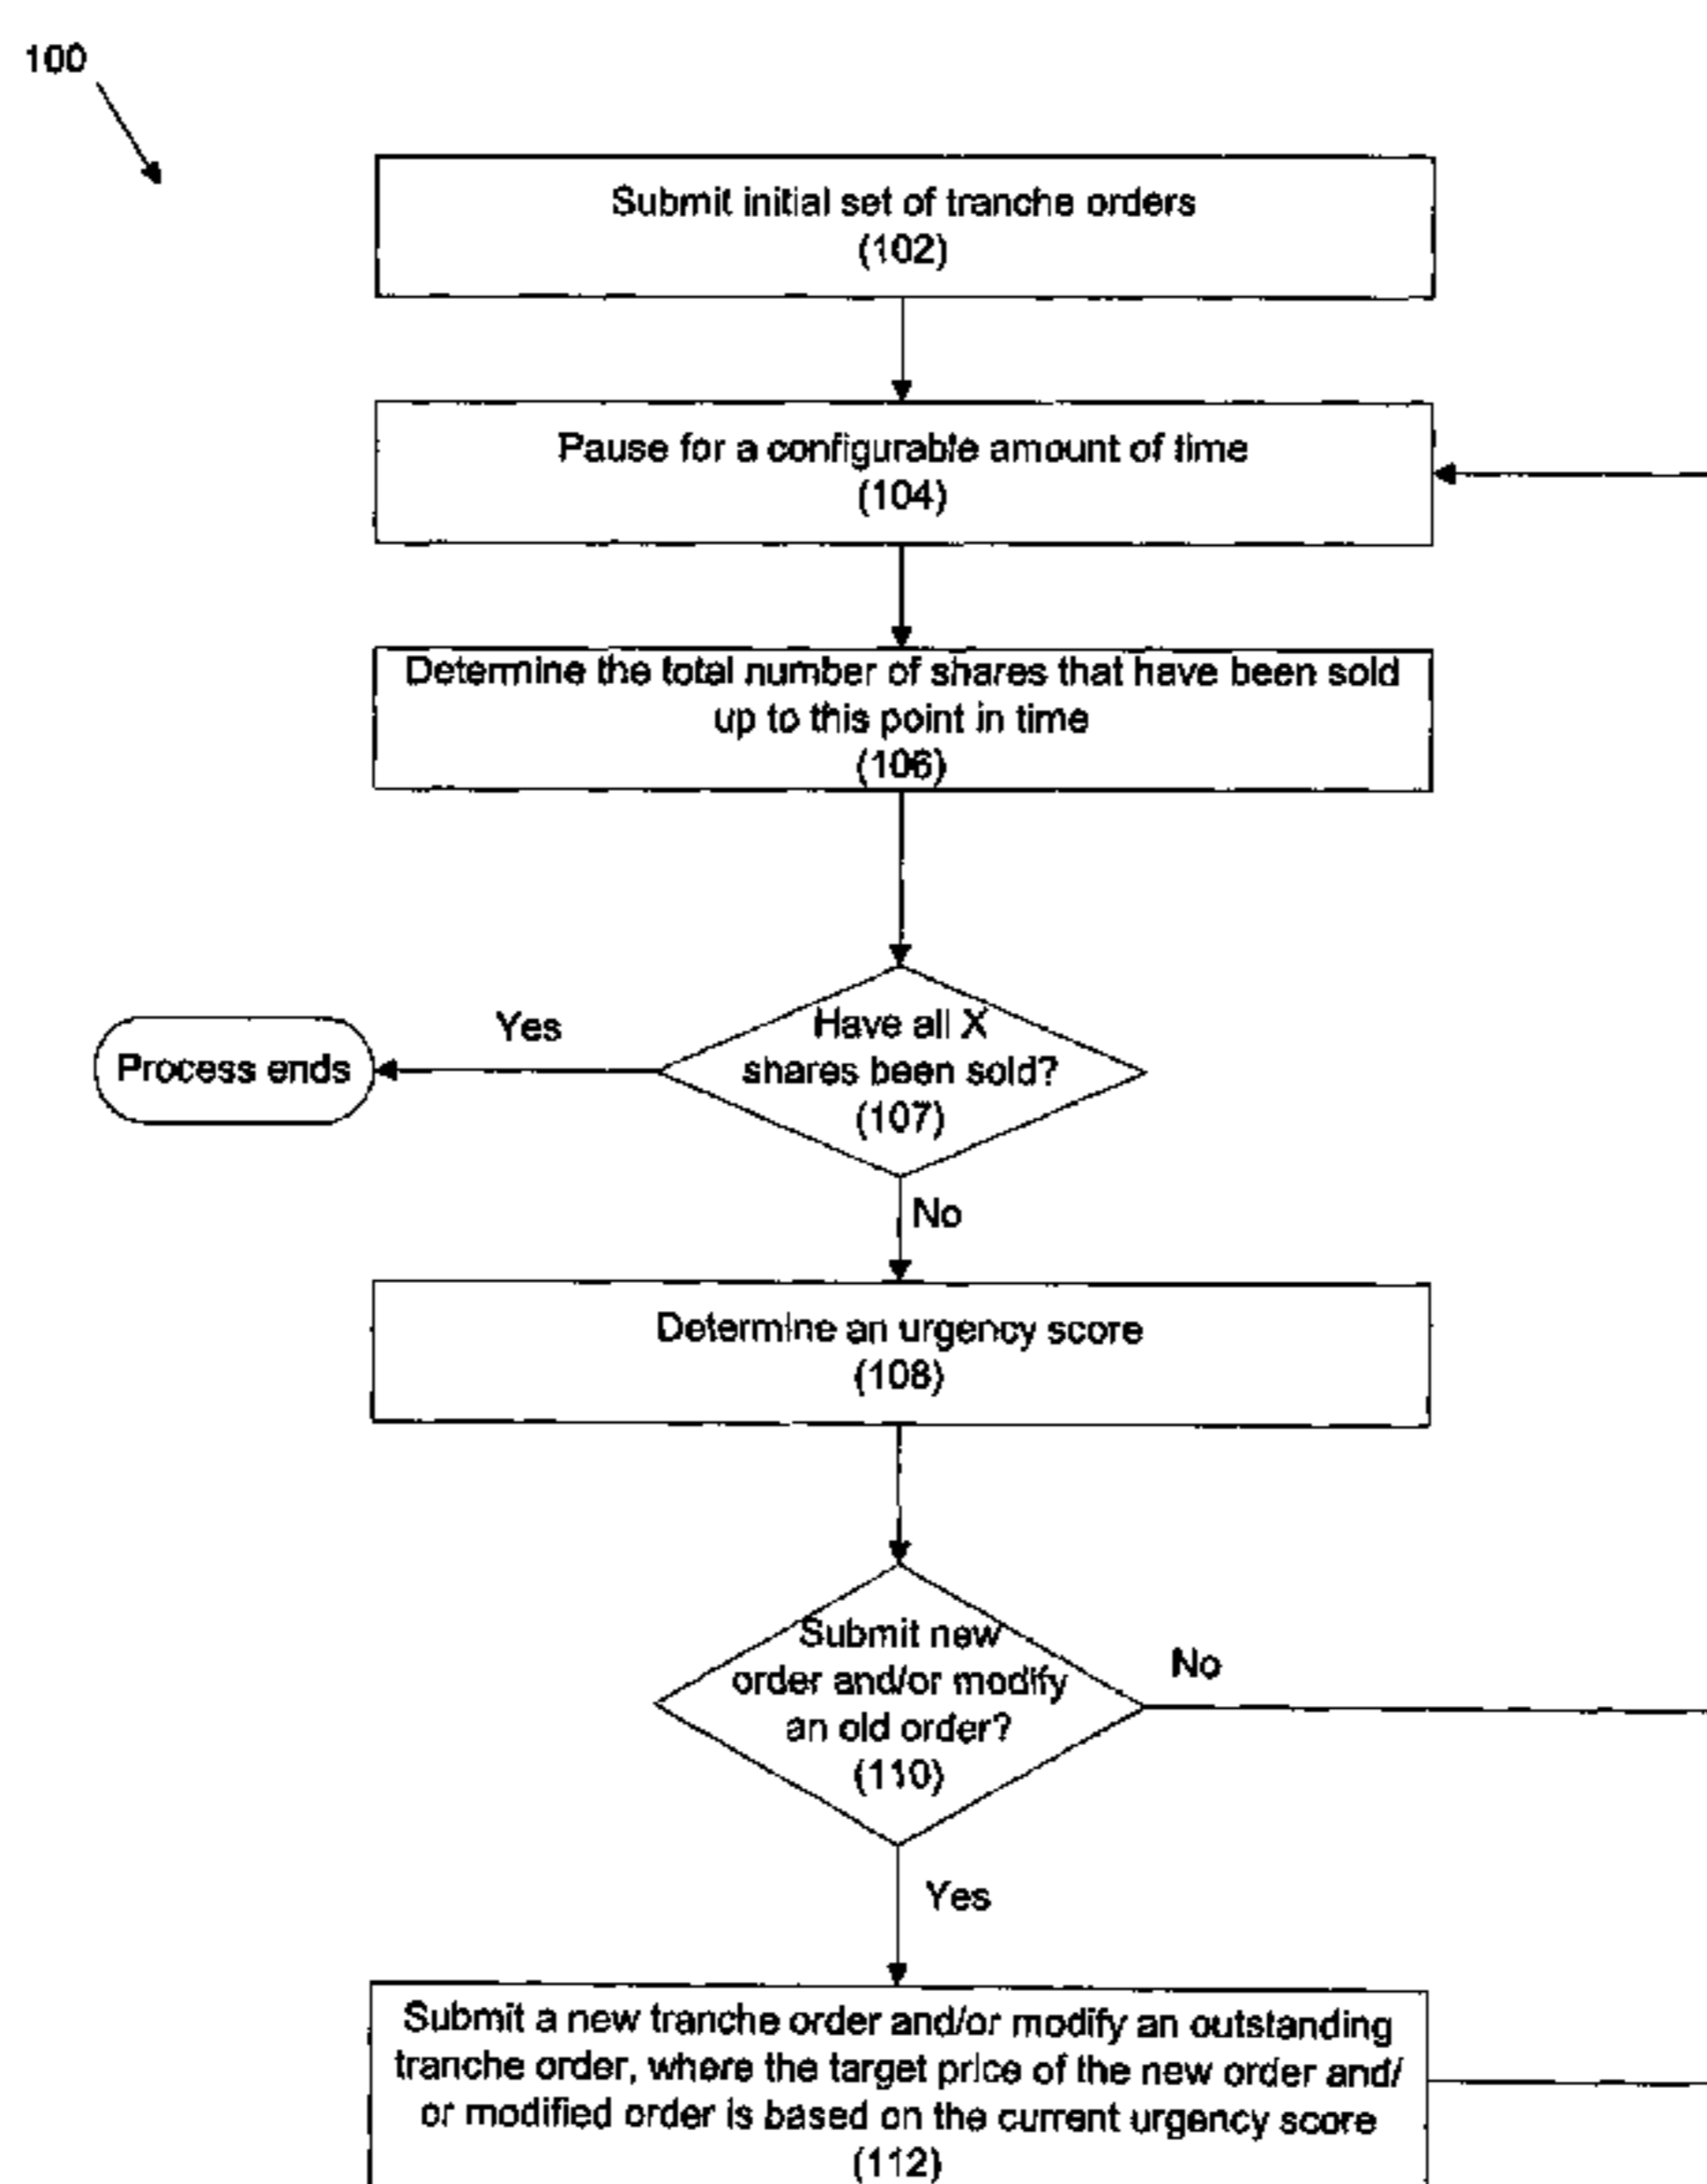 100
Submit initial set of tranche orders
(102)
Pause for a configurable amount of time
(104)
Determine the total number of shares that have been sold
up to this point in time
(106)
Have all X
shares been sold?
(107)
Yes
Process ends
No
Determine an urgency score
(108)
Submit new
order and/or modify
an old order?
(110)
No
Yes
Submit a new tranche order and/or modify an outstanding
tranche order, where the target price of the new order and/
or modified order is based on the current urgency score
(112)